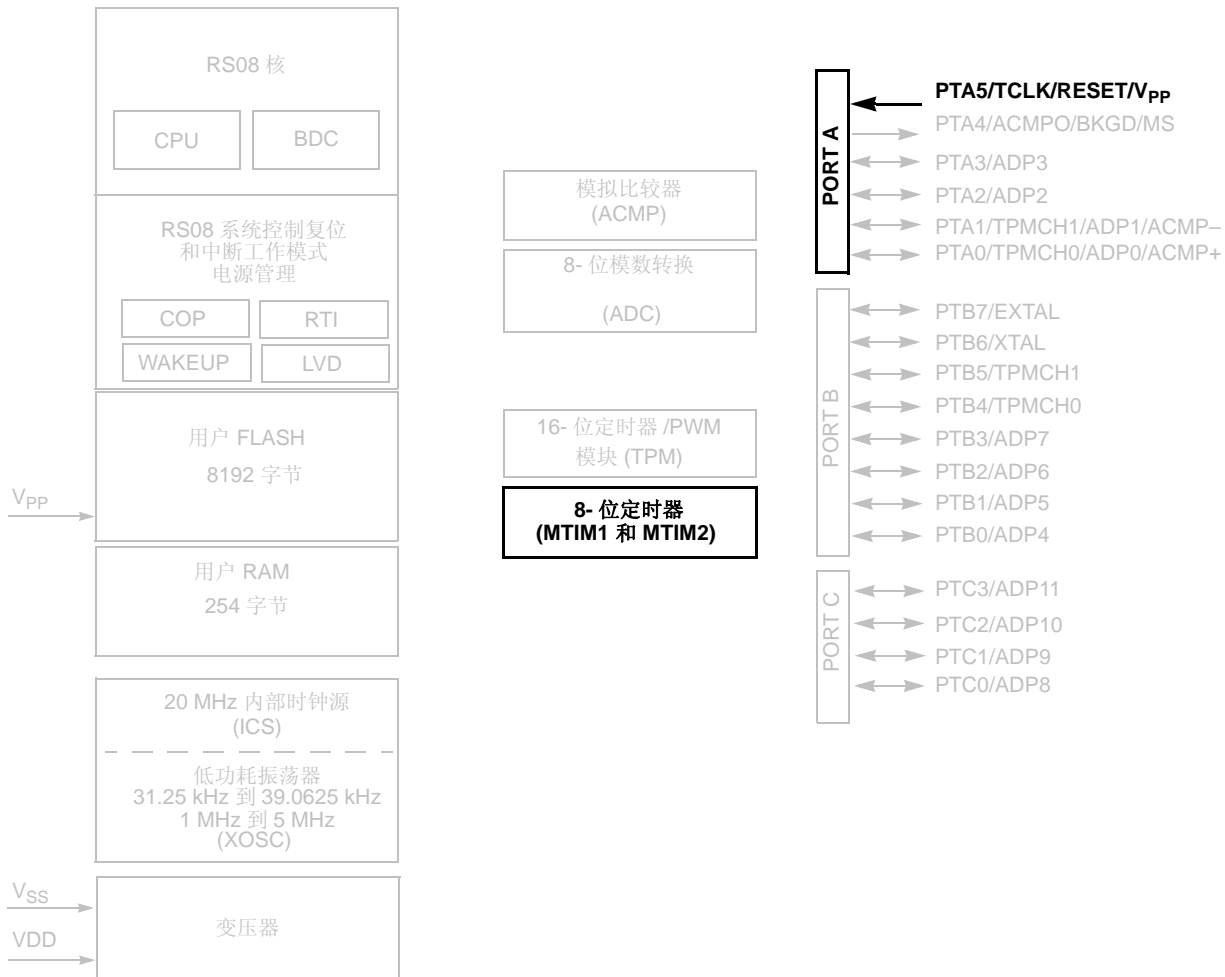 RS08 核
CPU
BDC
RS08 系统控制复位
和中断工作模式
电源管理
COP
RTI
WAKEUP
LVD
用户 FLASH
8192 字节
VPP
用户 RAM
254 字节
20 MHz 内部时钟源
(ICS)
低功耗振荡器
31.25 kHz 到 39.0625 kHz
1 MHz 到 5 MHz
(XOSC)
VSS
VDD
变压器
模拟比较器
(ACMP)
8- 位模数转换
(ADC)
16- 位定时器 /PWM
模块 (TPM)
8- 位定时器
(MTIM1 和 MTIM2)
PORT A
PTA5/TCLK/RESET/VPP
PTA4/ACMPO/BKGD/MS
PTA3/ADP3
PTA2/ADP2
PTA1/TPMCH1/ADP1/ACMP–
PTA0/TPMCH0/ADP0/ACMP+
PORT B
PTB7/EXTAL
PTB6/XTAL
PTB5/TPMCH1
PTB4/TPMCH0
PTB3/ADP7
PTB2/ADP6
PTB1/ADP5
PTB0/ADP4
PORT C
PTC3/ADP11
PTC2/ADP10
PTC1/ADP9
PTC0/ADP8